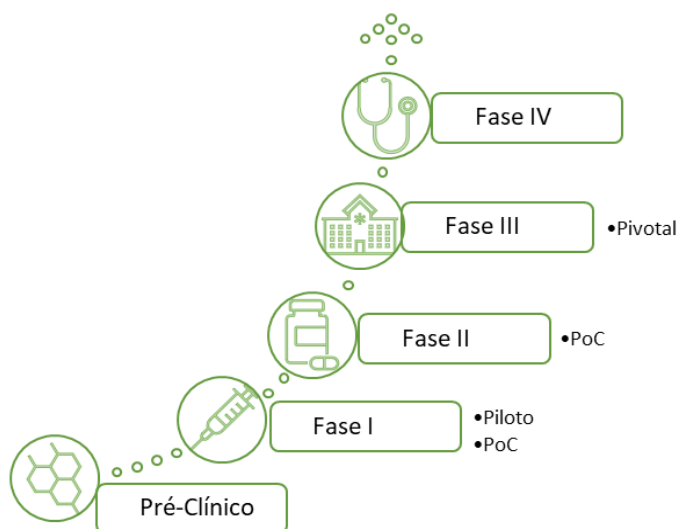 Fase IV
Fase III
•Pivotal
Fase II
•PoC
Fase I
•Piloto
•PoC
Pré-Clínico